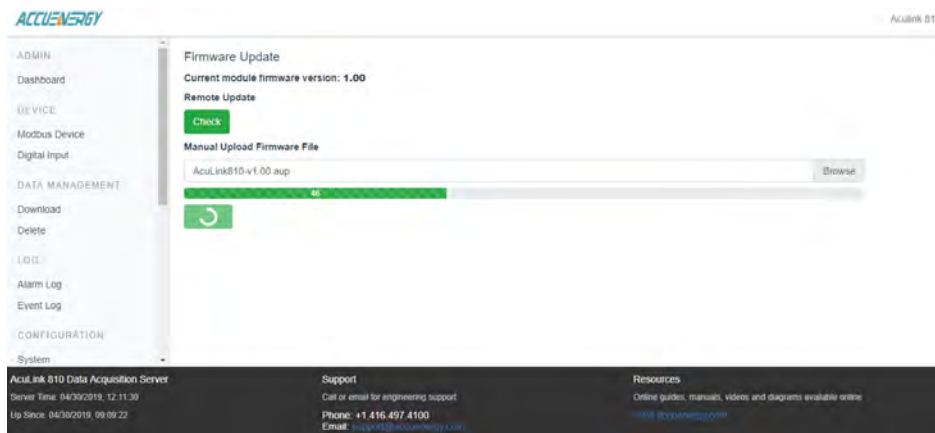 ACCUENERGY
AcuLink 81
ADMIN
Dashboard
DEVICE
Modbus Device
Digital Input
DATA MANAGEMENT
Download
Delete
LOG
Alarm Log
Event Log
CONFIGURATION
System
Firmware Update
Current module firmware version: 1.00
Remote Update
Check
Manual Upload Firmware File
AcuLink810-v1.00.aup
Browse
46
AcuLink 810 Data Acquisition Server
Server Time: 04/30/2019, 12:11:30
Up Since: 04/30/2019, 09:09:22
Support
Call or email for engineering support
Phone: +1 416.497.4100
Email: support@accuenergy.com
Resources
Online guides, manuals, videos and diagrams available online